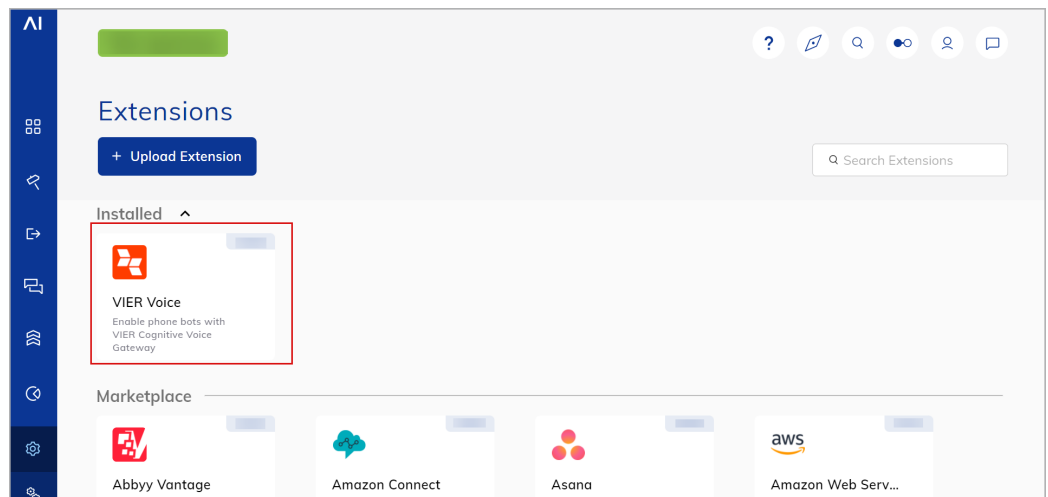 AI
?
Extensions
+ Upload Extension
Search Extensions
Installed
VIER Voice
Enable phone bots with
VIER Cognitive Voice
Gateway
Marketplace
aws
Abbyy Vantage
Amazon Connect
Asana
Amazon Web Serv...